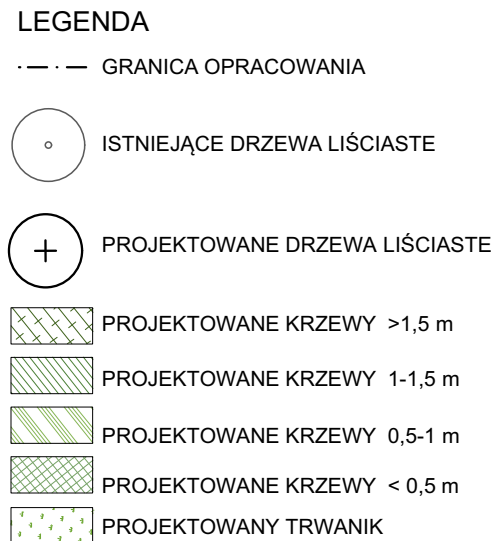 LEGENDA
GRANICA OPRACOWANIA
ISTNIEJĄCE DRZEWA LIŚCIASTE
PROJEKTOWANE DRZEWA LIŚCIASTE
PROJEKTOWANE KRZEWY >1,5 m
PROJEKTOWANE KRZEWY 1-1,5 m
PROJEKTOWANE KRZEWY 0,5-1 m
PROJEKTOWANE KRZEWY < 0,5 m
PROJEKTOWANY TRWANIK